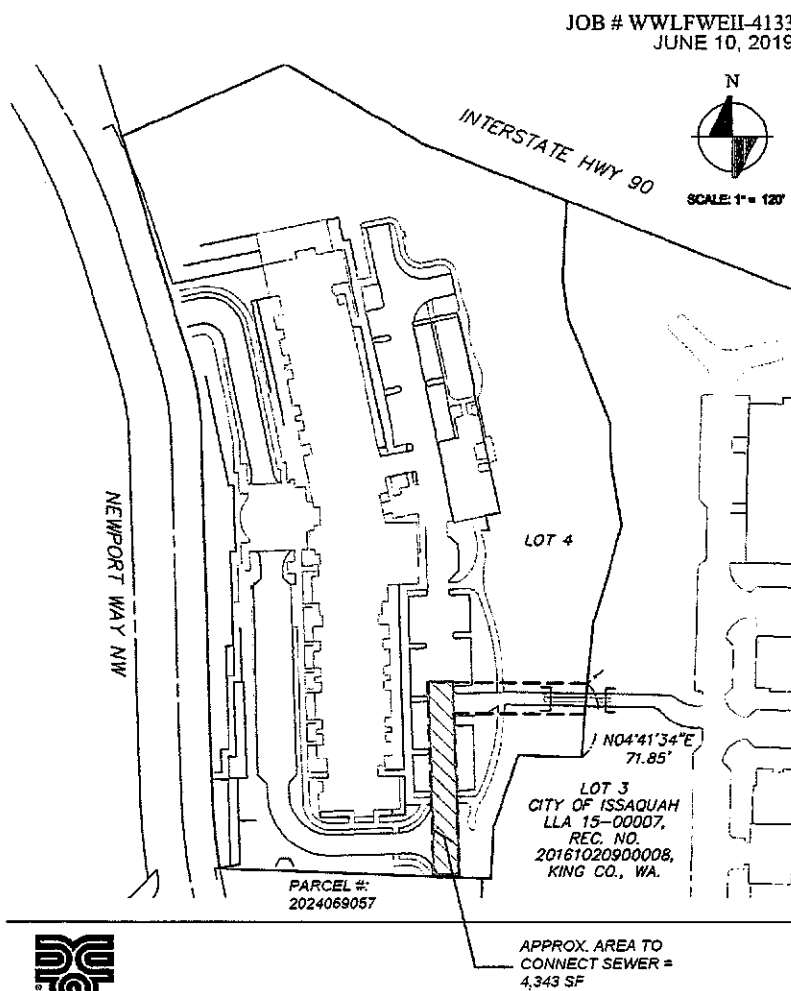 JOB # WWLFWEII-4133
JUNE 10, 2019
N
SCALE: 1" = 120'
INTERSTATE HWY 90
NEWPORT WAY NW
LOT 4
N04°41'34"E
71.85'
LOT 3
CITY OF ISSAQUAH
LLA 15-00007,
REC. NO.
20161020900008,
KING CO., WA.
PARCEL #:
2024069057
APPROX. AREA TO
CONNECT SEWER =
4,343 SF